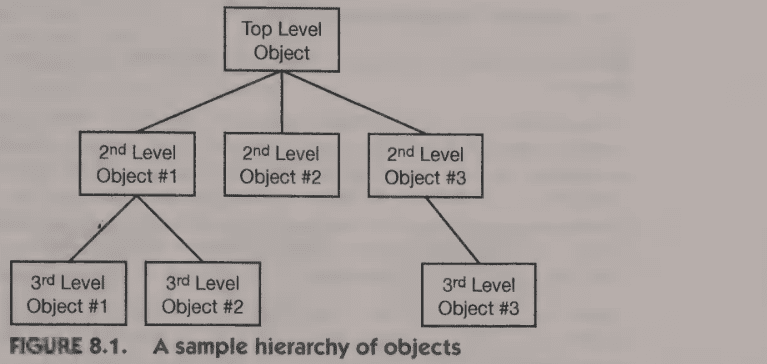 Top Level
Object
2nd Level
Object #1
2nd Level
Object #2
2nd Level
Object #3
3rd Level
Object #1
3rd Level
Object #2
3rd Level
Object #3
FIGURE 8.1. A sample hierarchy of objects